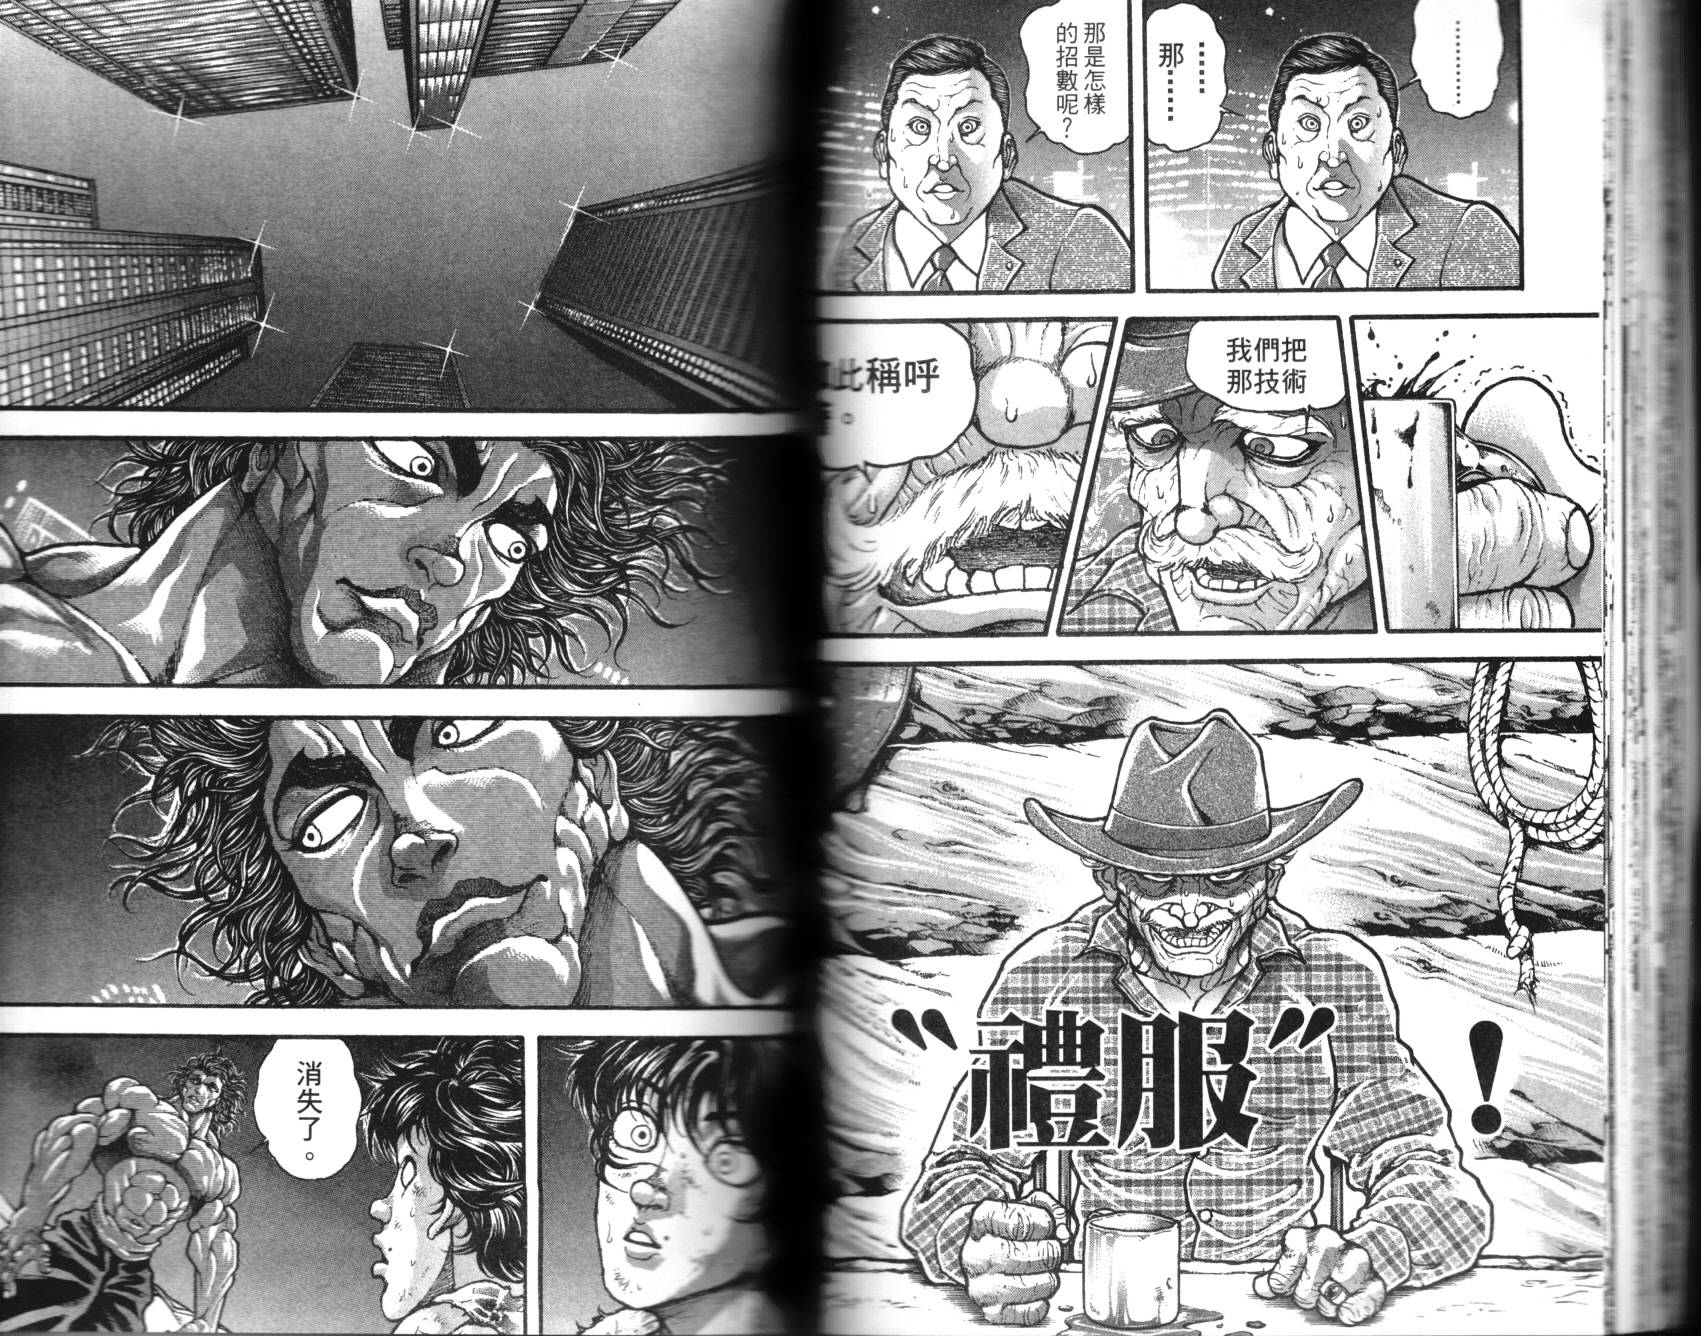 …………
……
那………
那是怎樣
的招數呢？
我們把
那技術
此稱呼
。
〝禮服〞！
消失了。